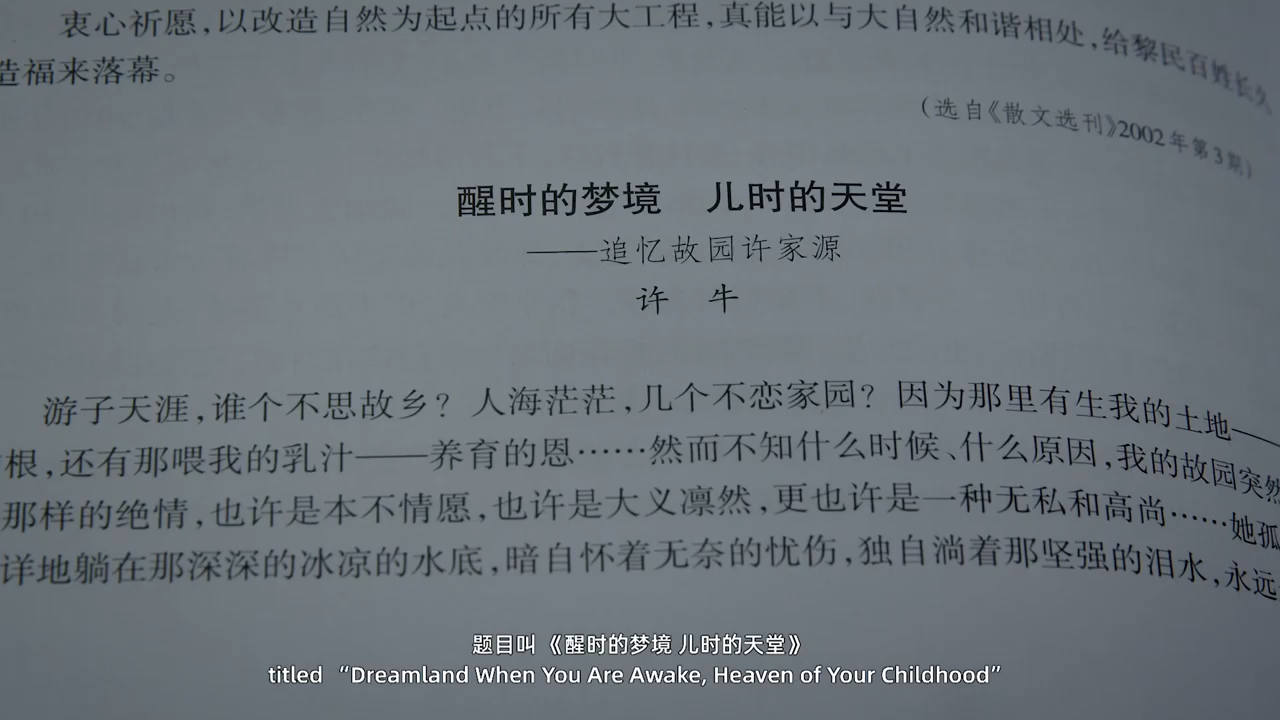 衷心祈愿,以改造自然为起点的所有大工程,真能以与大自然和谐相处,给黎民百姓长久
造福来落幕。
(选自《散文选刊》2002年第3期)
醒时的梦境 儿时的天堂
——追忆故园许家源
许 牛
游子天涯,谁个不思故乡?人海茫茫,几个不恋家园?因为那里有生我的土地——
根,还有那喂我的乳汁——养育的恩……然而不知什么时候、什么原因,我的故园突然
那样的绝情,也许是本不情愿,也许是大义凛然,更也许是一种无私和高尚……她孤
详地躺在那深深的冰凉的水底,暗自怀着无奈的忧伤,独自淌着那坚强的泪水,永远
题目叫《醒时的梦境 儿时的天堂》
titled “Dreamland When You Are Awake, Heaven of Your Childhood”